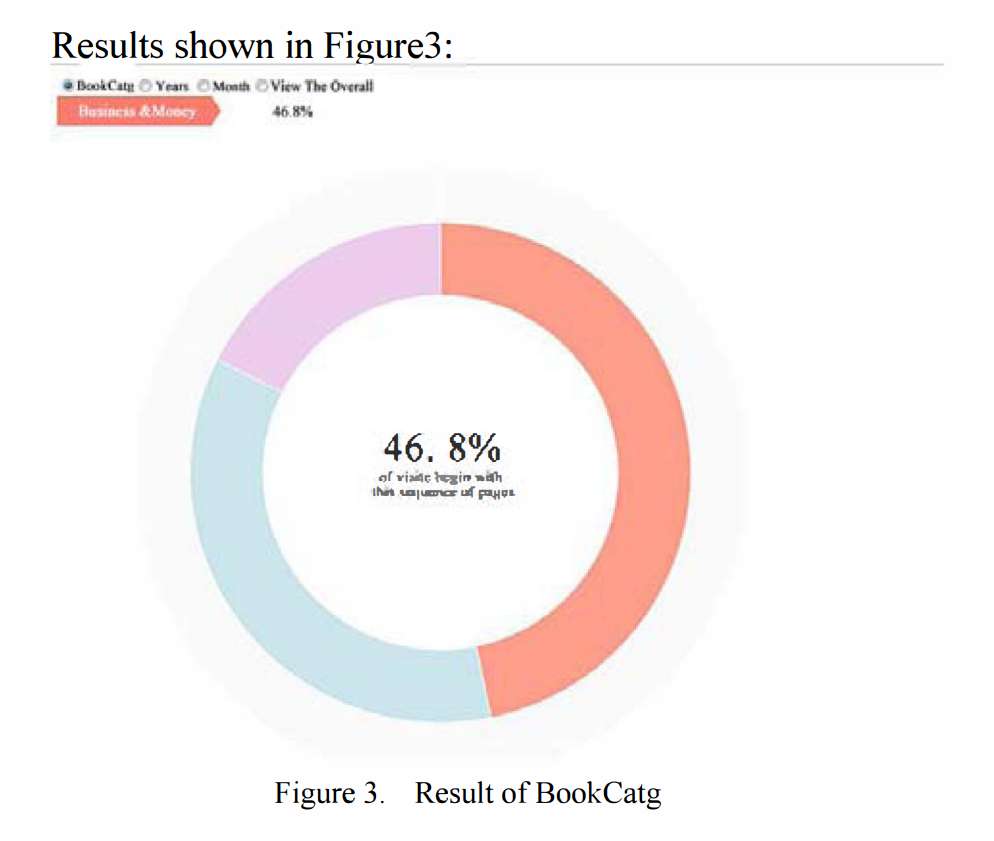 Results shown in Figure3:
BookCatg Years Month View The Overall
Business &Money 46.8%
46. 8%
of visits begin with
this sequence of pages
Figure 3. Result of BookCatg